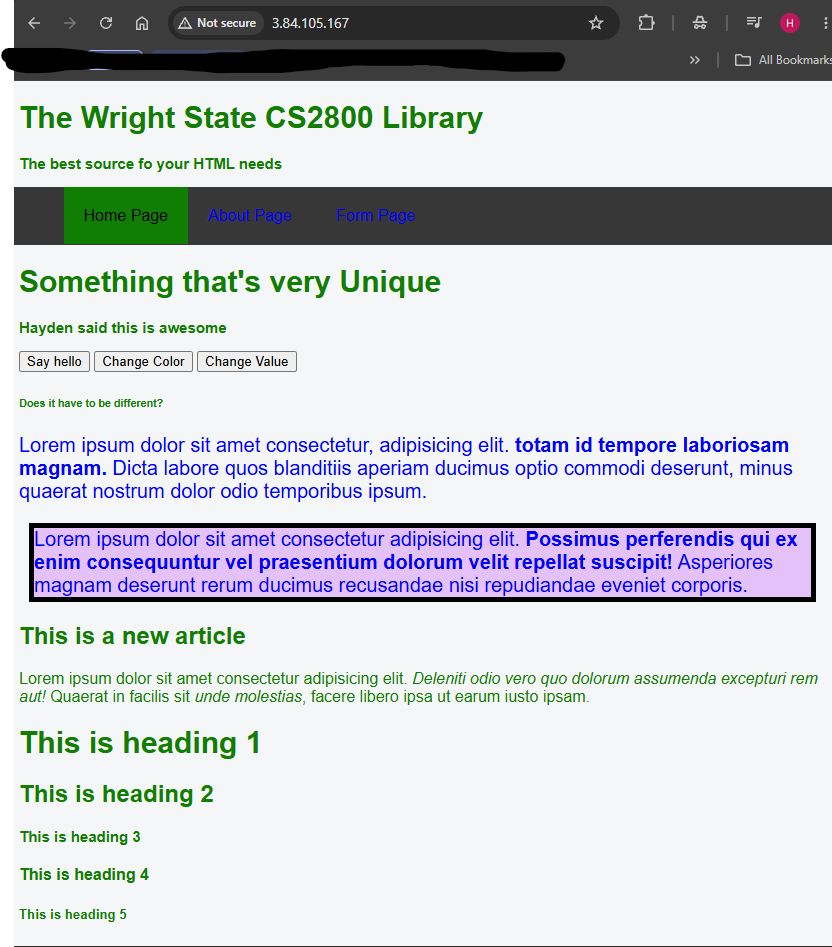 Not secure 3.84.105.167 H
All Bookmarks
The Wright State CS2800 Library
The best source fo your HTML needs
Home Page About Page Form Page
Something that's very Unique
Hayden said this is awesome
Say hello Change Color Change Value
Does it have to be different?
Lorem ipsum dolor sit amet consectetur, adipisicing elit. totam id tempore laboriosam
magnam. Dicta labore quos blanditiis aperiam ducimus optio commodi deserunt, minus
quaerat nostrum dolor odio temporibus ipsum.
Lorem ipsum dolor sit amet consectetur adipisicing elit. Possimus perferendis qui ex
enim consequuntur vel praesentium dolorum velit repellat suscipit! Asperiores
magnam deserunt rerum ducimus recusandae nisi repudiandae eveniet corporis.
This is a new article
Lorem ipsum dolor sit amet consectetur adipisicing elit. Deleniti odio vero quo dolorum assumenda excepturi rem
aut! Quaerat in facilis sit unde molestias, facere libero ipsa ut earum iusto ipsam.
This is heading 1
This is heading 2
This is heading 3
This is heading 4
This is heading 5